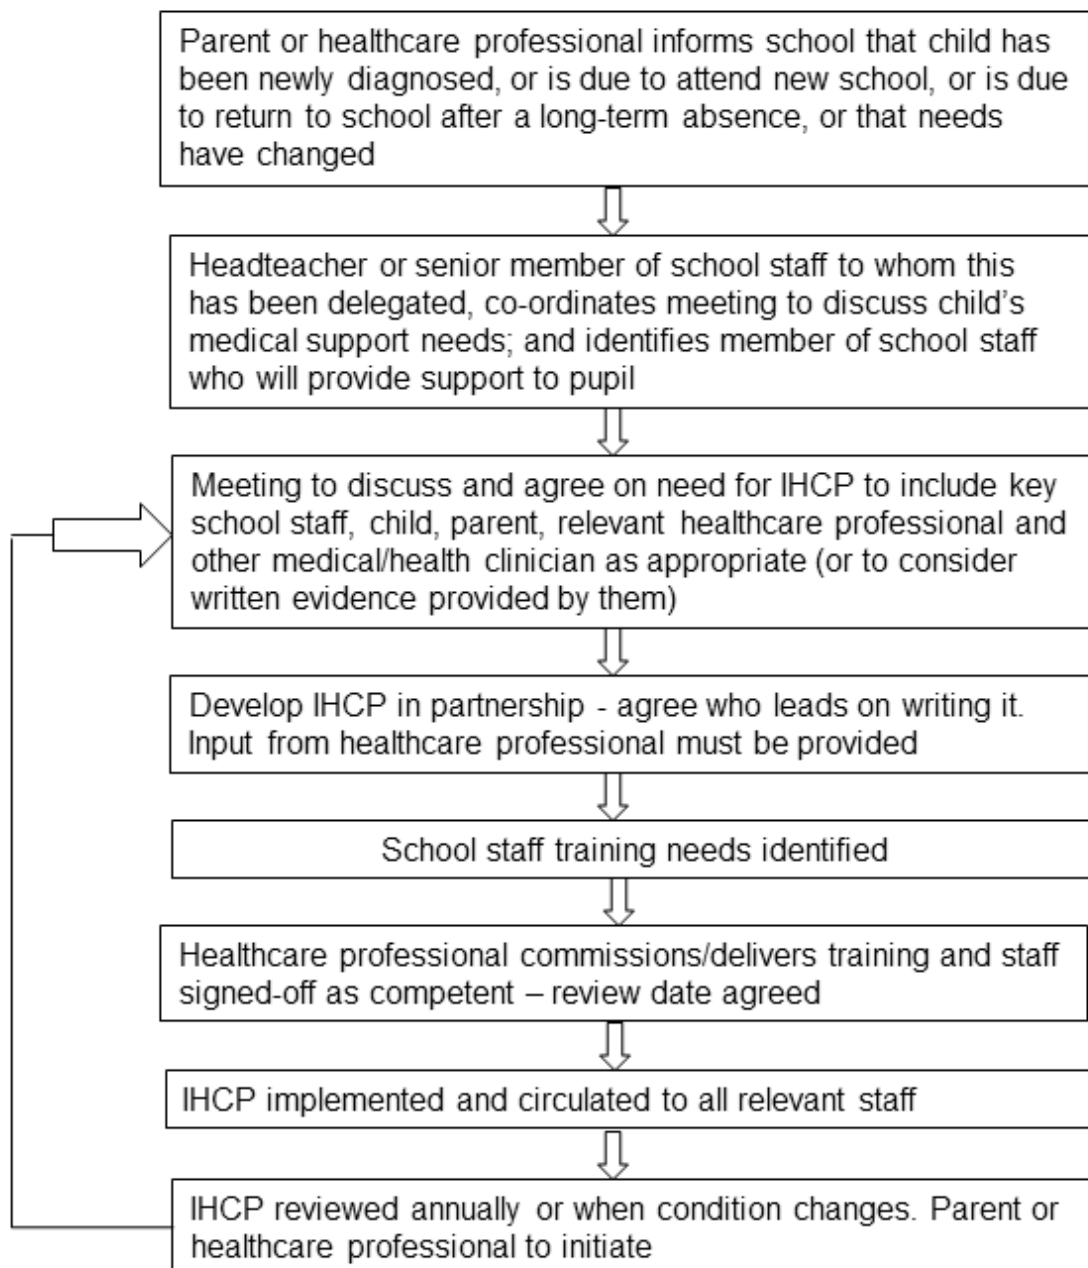 Parent or healthcare professional informs school that child has
been newly diagnosed, or is due to attend new school, or is due
to return to school after a long-term absence, or that needs
have changed
Headteacher or senior member of school staff to whom this
has been delegated, co-ordinates meeting to discuss child's
medical support needs; and identifies member of school staff
who will provide support to pupil
Meeting to discuss and agree on need for IHCP to include key
school staff, child, parent, relevant healthcare professional and
other medical/health clinician as appropriate (or to consider
written evidence provided by them)
Develop IHCP in partnership - agree who leads on writing it.
Input from healthcare professional must be provided
School staff training needs identified
Healthcare professional commissions/delivers training and staff
signed-off as competent – review date agreed
IHCP implemented and circulated to all relevant staff
IHCP reviewed annually or when condition changes. Parent or
healthcare professional to initiate